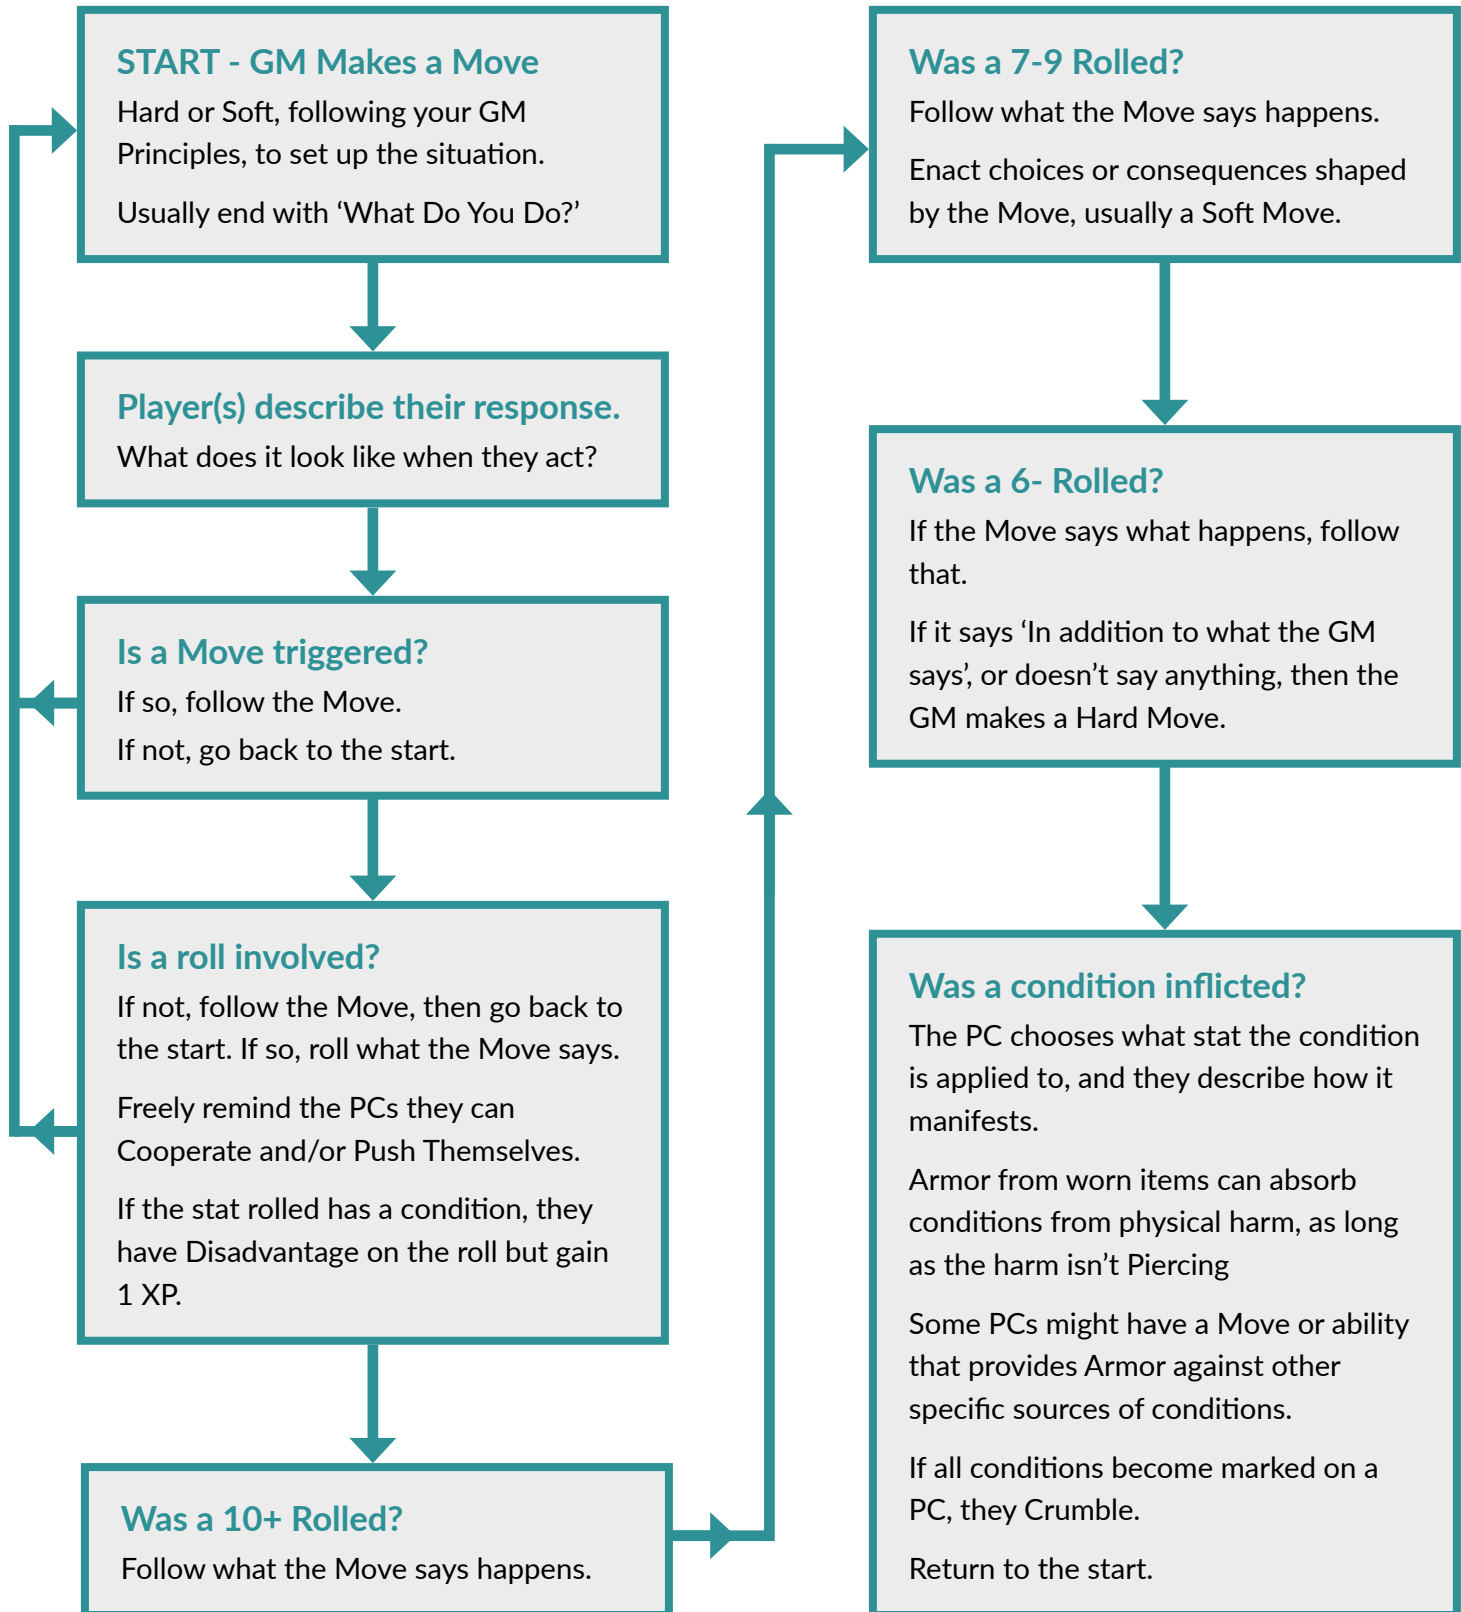 START - GM Makes a Move
Hard or Soft, following your GM
Principles, to set up the situation.
Usually end with ‘What Do You Do?’
Player(s) describe their response.
What does it look like when they act?
Is a Move triggered?
If so, follow the Move.
If not, go back to the start.
Is a roll involved?
If not, follow the Move, then go back to
the start. If so, roll what the Move says.
Freely remind the PCs they can
Cooperate and/or Push Themselves.
If the stat rolled has a condition, they
have Disadvantage on the roll but gain
1 XP.
Was a 10+ Rolled?
Follow what the Move says happens.
Was a 7-9 Rolled?
Follow what the Move says happens.
Enact choices or consequences shaped
by the Move, usually a Soft Move.
Was a 6- Rolled?
If the Move says what happens, follow
that.
If it says ‘In addition to what the GM
says’, or doesn’t say anything, then the
GM makes a Hard Move.
Was a condition inflicted?
The PC chooses what stat the condition
is applied to, and they describe how it
manifests.
Armor from worn items can absorb
conditions from physical harm, as long
as the harm isn’t Piercing
Some PCs might have a Move or ability
that provides Armor against other
specific sources of conditions.
If all conditions become marked on a
PC, they Crumble.
Return to the start.